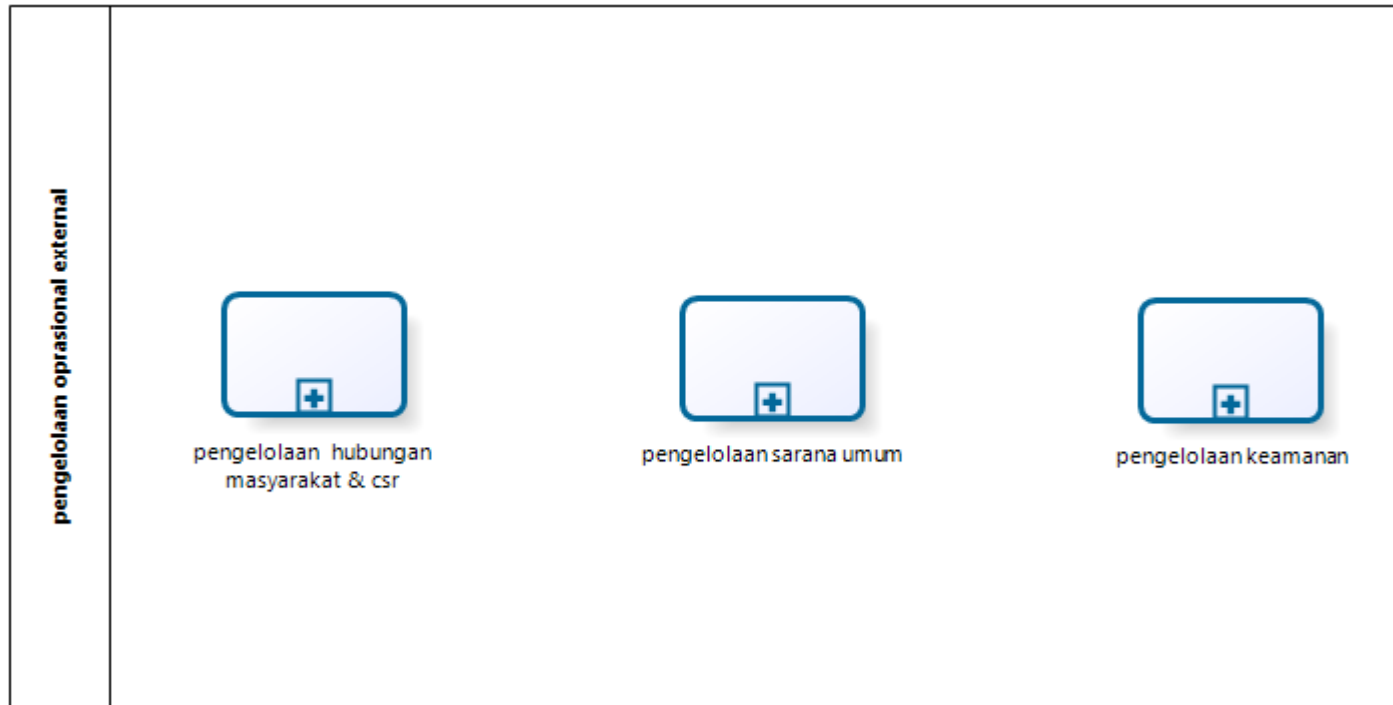 pengelolaan oprasional external
pengelolaan hubungan
masyarakat & csr
pengelolaan sarana umum
pengelolaan keamanan